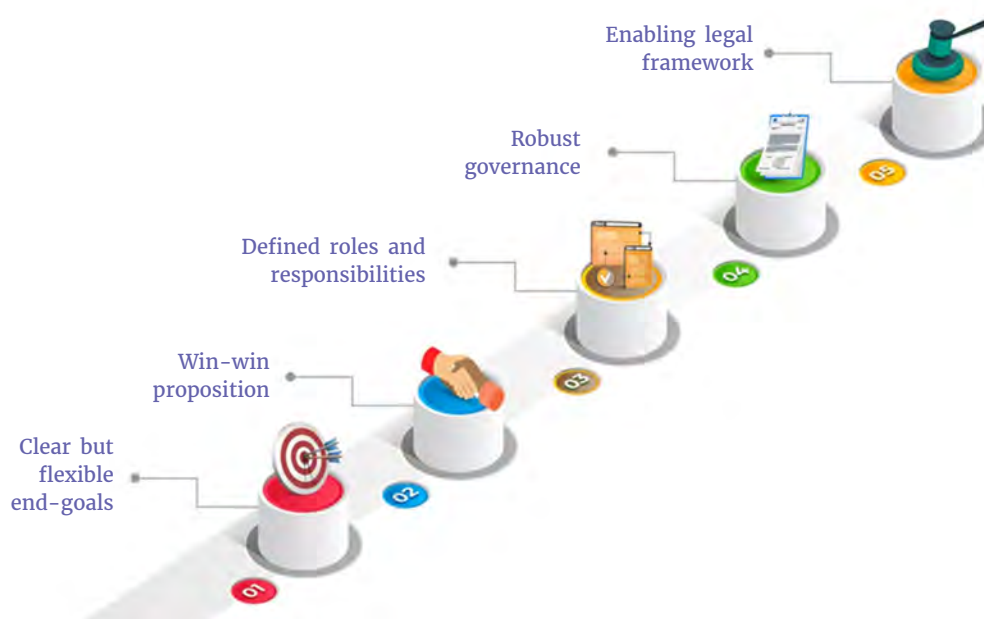 Enabling legal
framework
05
Robust
governance
04
Defined roles and
responsibilities
03
Win-win
proposition
02
Clear but
flexible
end-goals
01